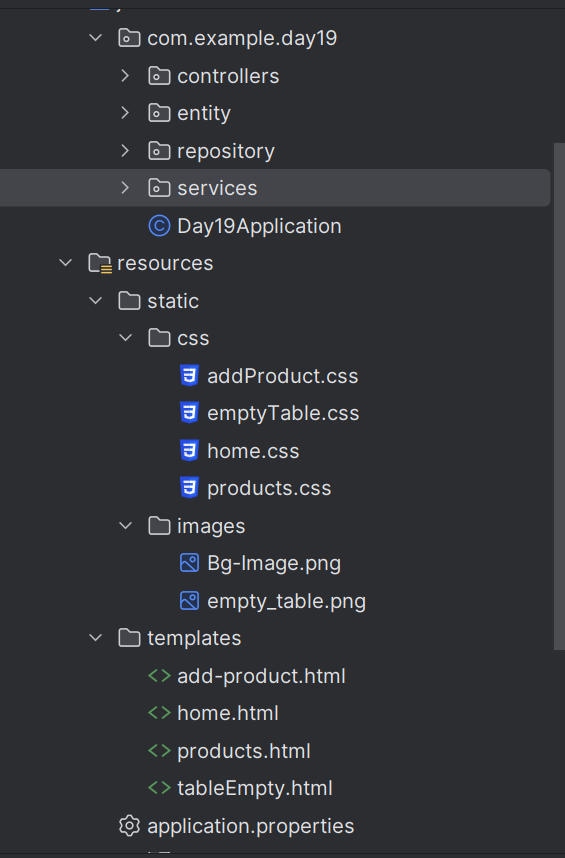 com.example.day19
controllers
entity
repository
services
Day19Application
resources
static
css
addProduct.css
emptyTable.css
home.css
products.css
images
Bg-Image.png
empty_table.png
templates
add-product.html
home.html
products.html
tableEmpty.html
application.properties